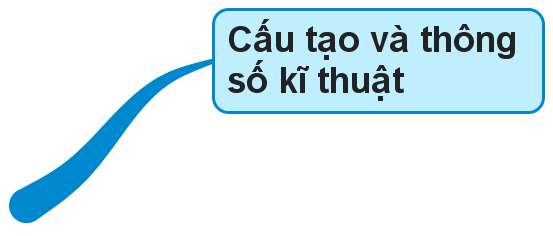 Cấu tạo và thông
số kĩ thuật